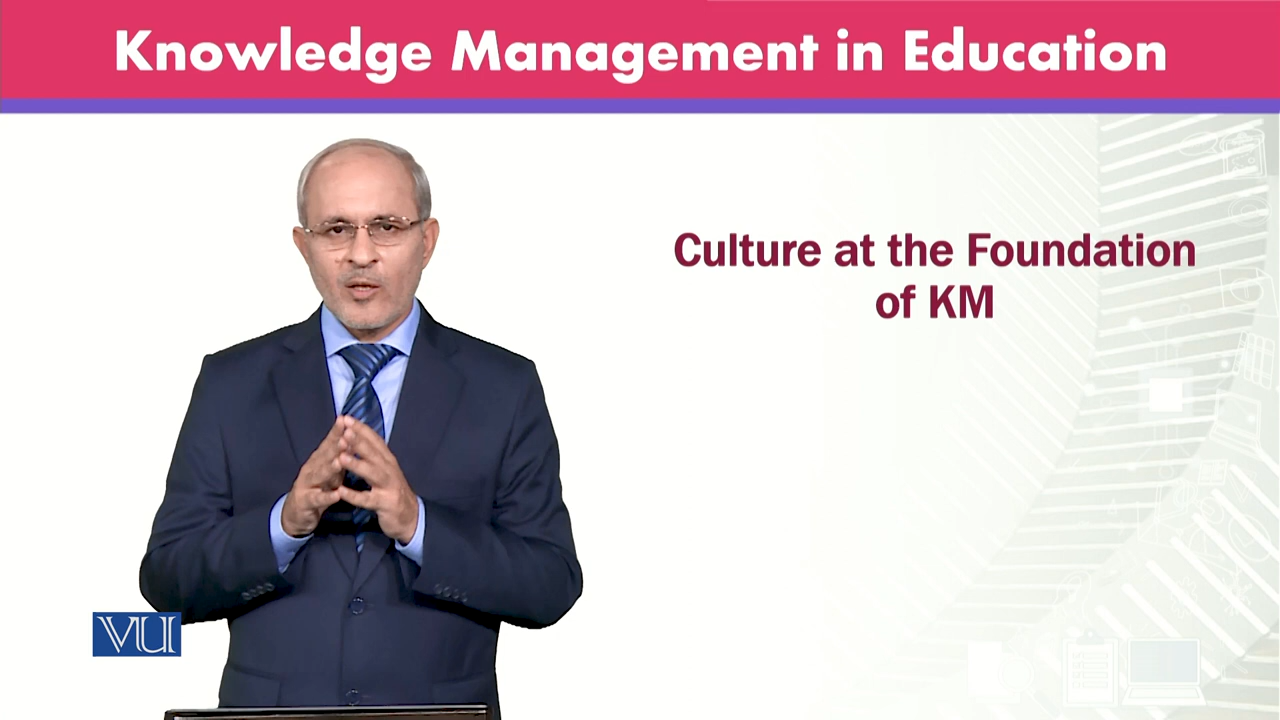 Knowledge Management in Education
Culture at the Foundation
of KM
VU